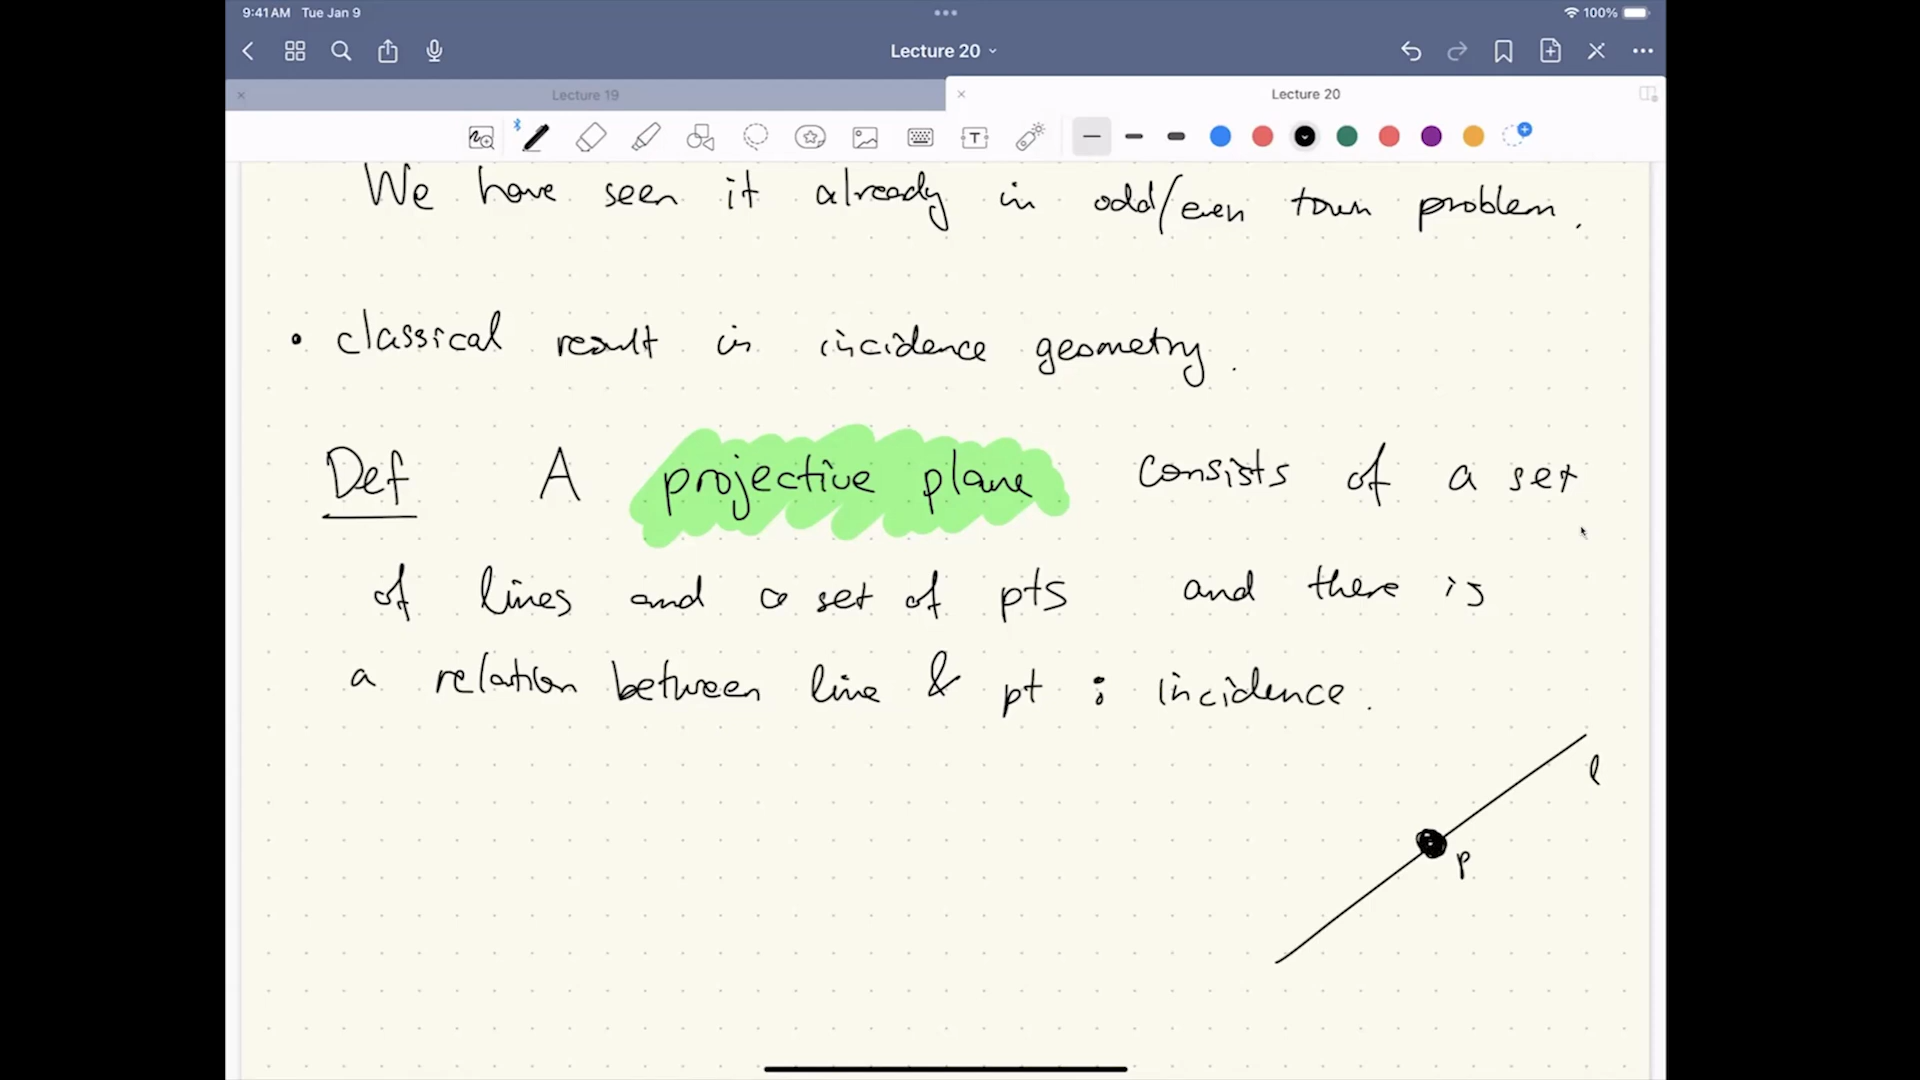 9:41 AM Tue Jan 9
100%
Lecture 20
Lecture 19
Lecture 20
We have seen it already in odd/even town problem.
• classical result in incidence geometry.
Def A projective plane consists of a set
of lines and a set of pts and there is
a relation between line & pt : incidence.
l
p